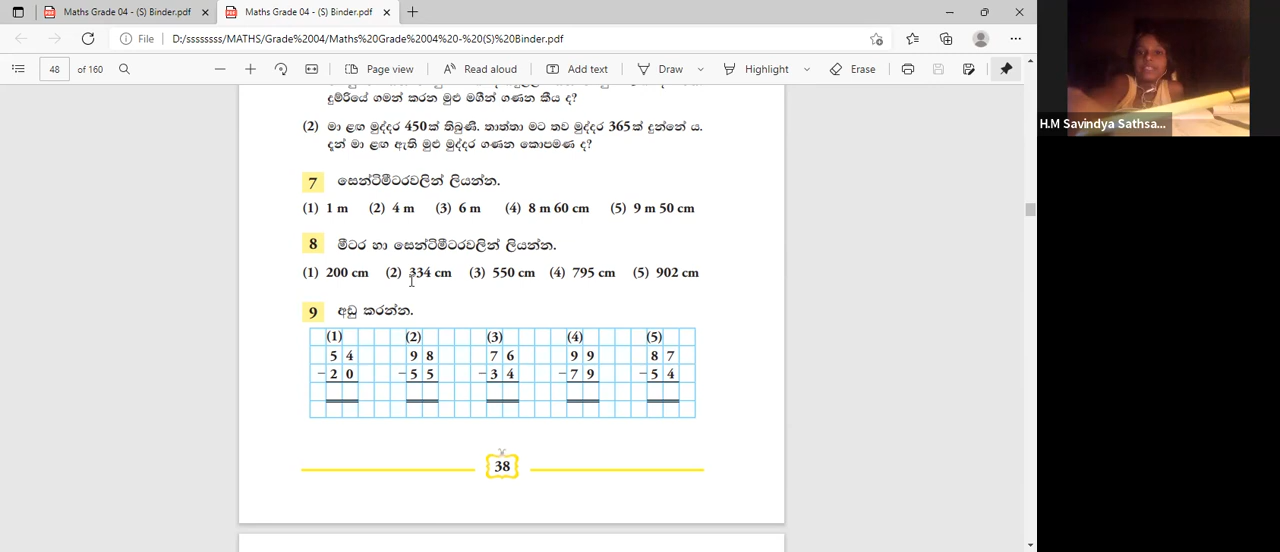 Maths Grade 04 - (S) Binder.pdf
Maths Grade 04 - (S) Binder.pdf
File
D:/ssssssss/MATHS/Grade%2004/Maths%20Grade%2004%20-%20(S)%20Binder.pdf
48 of 160
Page view
Read aloud
Add text
Draw
Highlight
Erase
H.M Savindya Sathsa...
දුම්රියේ ගමන් කරන මුළු මගීන් ගණන කීය ද?
(2) මා ළඟ මුද්දර 450ක් තිබුණි. තාත්තා මට තව මුද්දර 365ක් දුන්නේ ය.
දැන් මා ළඟ ඇති මුළු මුද්දර ගණන කොපමණ ද?
7 සෙන්ටිමීටරවලින් ලියන්න.
(1) 1 m (2) 4 m (3) 6 m (4) 8 m 60 cm (5) 9 m 50 cm
8 මීටර හා සෙන්ටිමීටරවලින් ලියන්න.
(1) 200 cm (2) 334 cm (3) 550 cm (4) 795 cm (5) 902 cm
9 අඩු කරන්න.
(1) (2) (3) (4) (5)
5 4 9 8 7 6 9 9 8 7
- 2 0 - 5 5 - 3 4 - 7 9 - 5 4
38